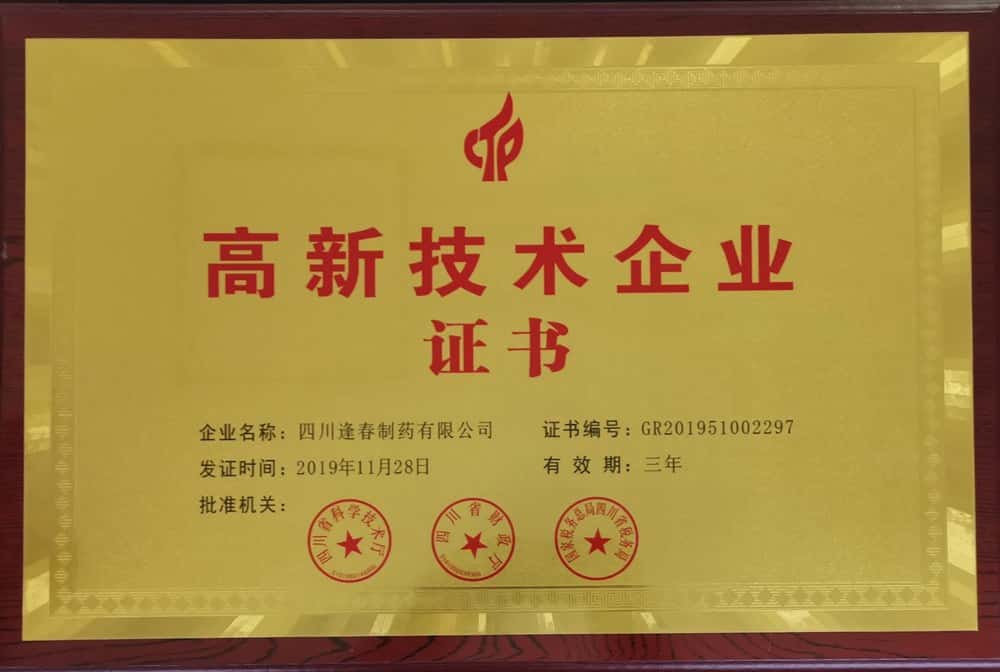 CTP
高新技术企业
证书
企业名称：四川逢春制药有限公司
证书编号：GR201951002297
发证时间：2019年11月28日
有效期：三年
批准机关：
四川省科学技术厅
四川省财政厅
国家税务总局四川省税务局